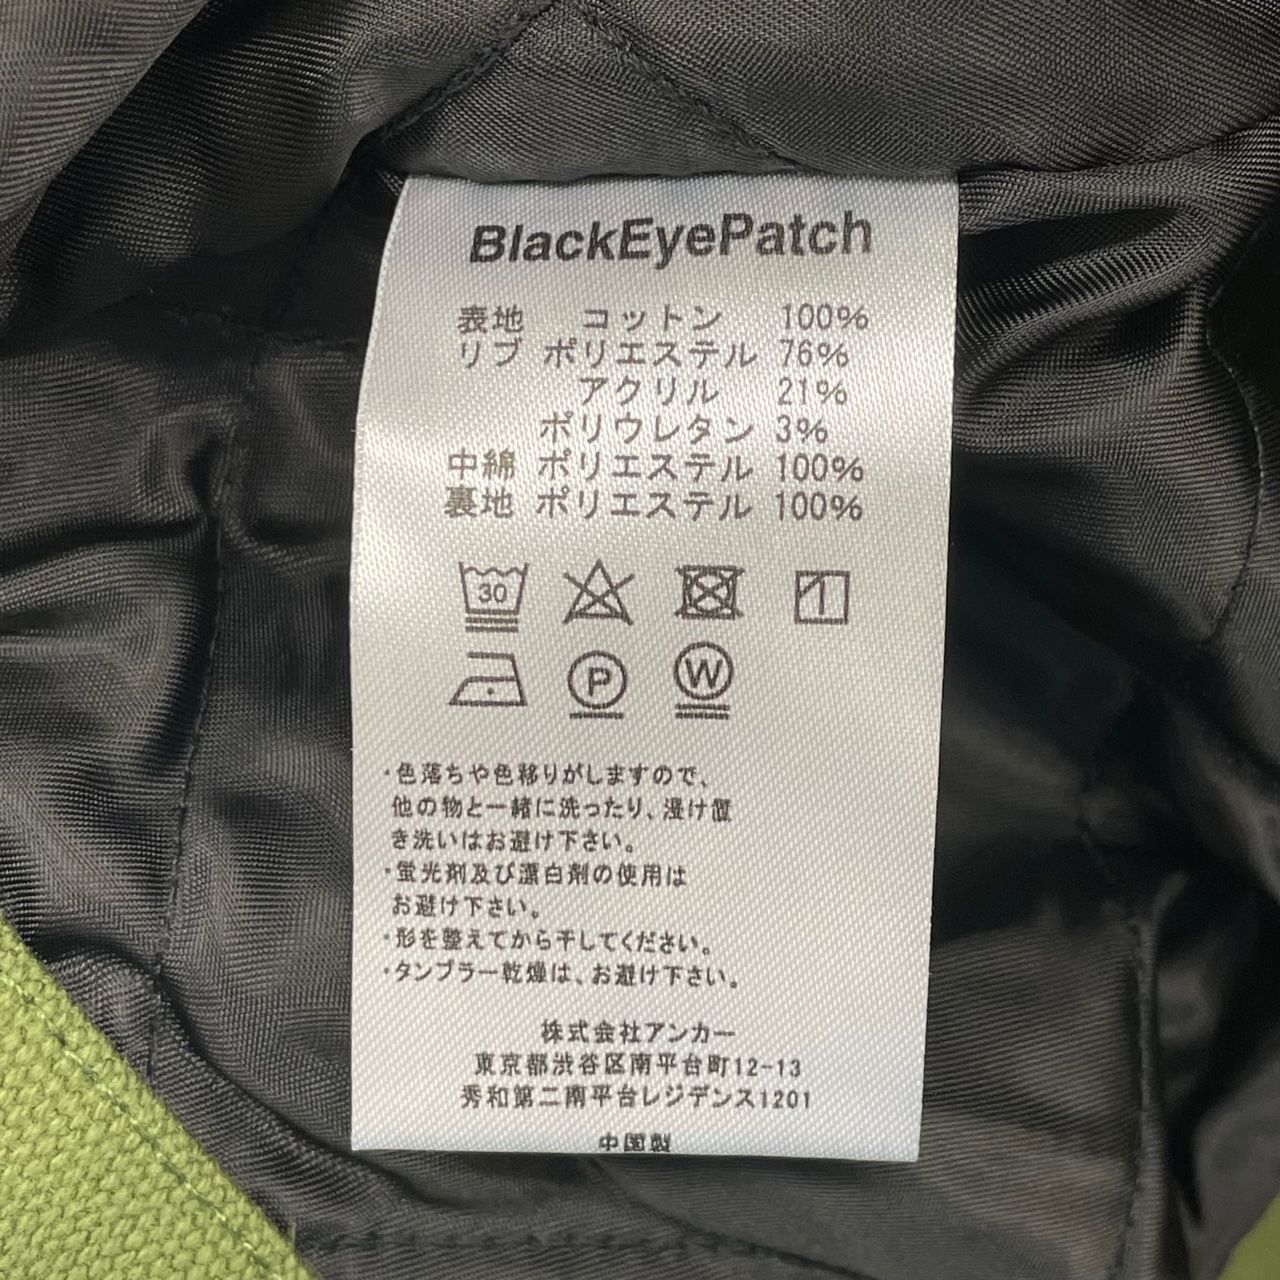 BlackEyePatch
表地 コットン 100%
リブ ポリエステル 76%
アクリル 21%
ポリウレタン 3%
中綿 ポリエステル 100%
裏地 ポリエステル 100%
30
P
W
・色落ちや色移りがしますので、
他の物と一緒に洗ったり、浸け置
き洗いはお避け下さい。
・蛍光剤及び漂白剤の使用は
お避け下さい。
・形を整えてから干してください。
・タンブラー乾燥は、お避け下さい。
株式会社アンカー
東京都渋谷区南平台町12-13
秀和第二南平台レジデンス1201
中国製